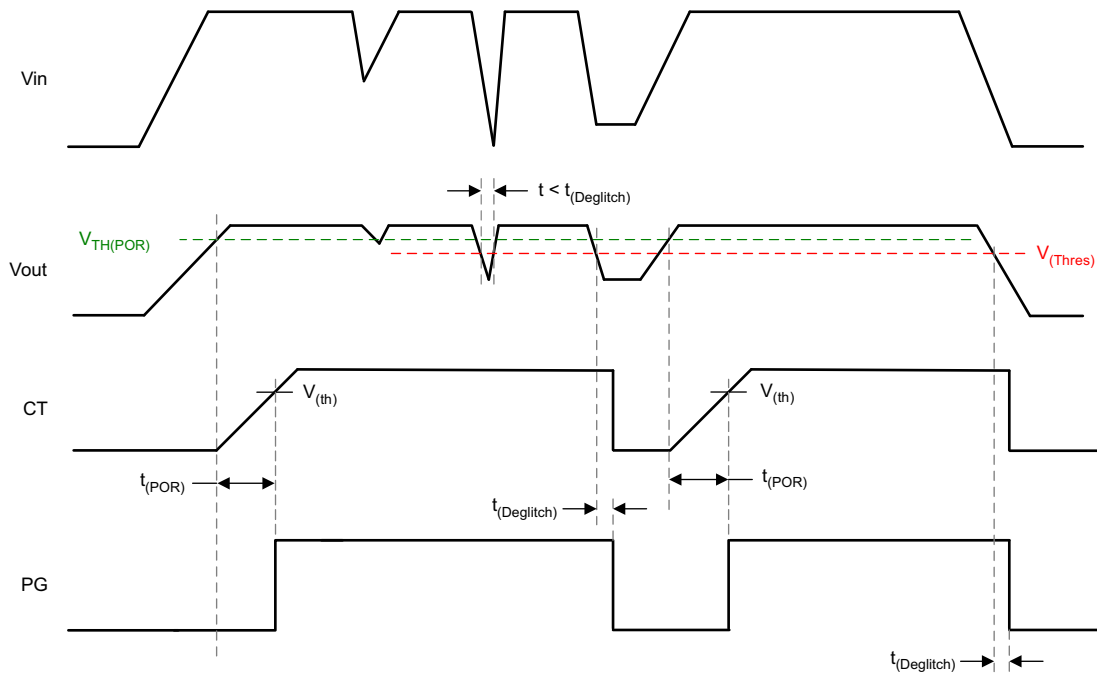 Vin
t < t(Deglitch)
VTH(POR)
V(Thres)
Vout
V(th)
V(th)
CT
t(POR)
t(POR)
t(Deglitch)
PG
t(Deglitch)